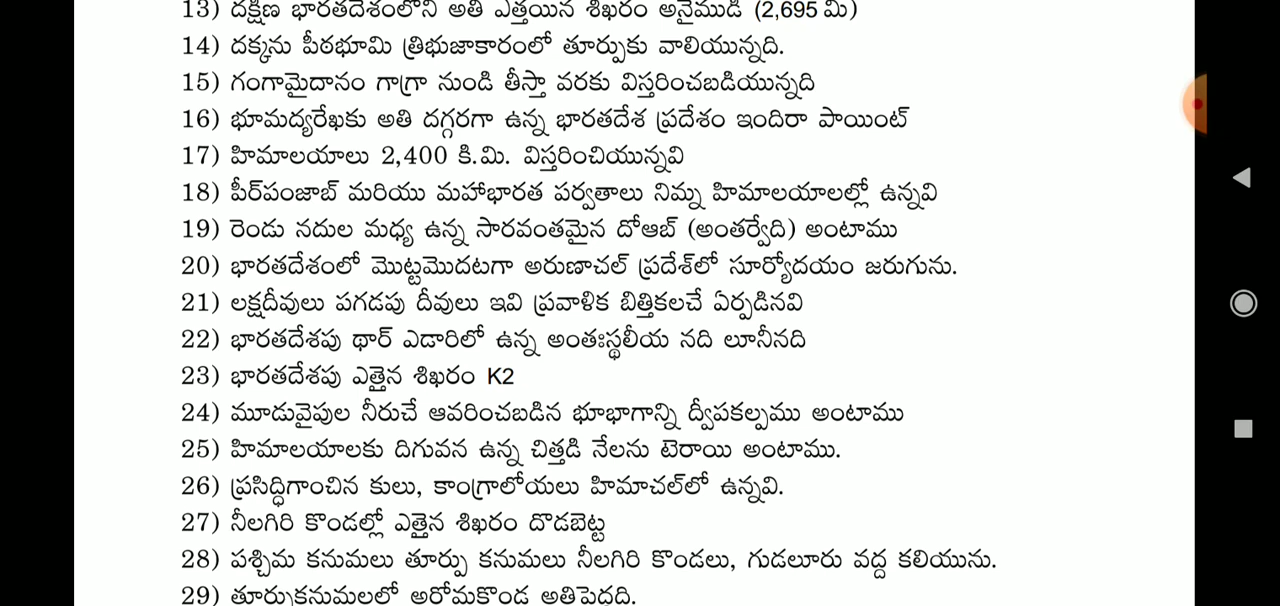 13) దక్షిణ భారతదేశంలోని అతి ఎత్తయిన శిఖరం అనైముడి (2,695 మి)
14) దక్కను పీఠభూమి త్రిభుజాకారంలో తూర్పుకు వాలియున్నది.
15) గంగామైదానం గాగ్రా నుండి తీస్తా వరకు విస్తరించబడియున్నది
16) భూమద్యరేఖకు అతి దగ్గరగా ఉన్న భారతదేశ ప్రదేశం ఇందిరా పాయింట్
17) హిమాలయాలు 2,400 కి.మి. విస్తరించియున్నవి
18) పీర్‌పంజాబ్ మరియు మహాభారత పర్వతాలు నిమ్న హిమాలయాలల్లో ఉన్నవి
19) రెండు నదుల మధ్య ఉన్న సారవంతమైన దోఆబ్ (అంతర్వేది) అంటాము
20) భారతదేశంలో మొట్టమొదటగా అరుణాచల్ ప్రదేశ్‌లో సూర్యోదయం జరుగును.
21) లక్షదీవులు పగడపు దీవులు ఇవి ప్రవాళిక బిత్తికలచే ఏర్పడినవి
22) భారతదేశపు థార్ ఎడారిలో ఉన్న అంతఃస్థలీయ నది లూనీనది
23) భారతదేశపు ఎత్తైన శిఖరం K2
24) మూడువైపుల నీరుచే ఆవరించబడిన భూభాగాన్ని ద్వీపకల్పము అంటాము
25) హిమాలయాలకు దిగువన ఉన్న చిత్తడి నేలను టెరాయి అంటాము.
26) ప్రసిద్ధిగాంచిన కులు, కాంగ్రాలోయలు హిమాచల్‌లో ఉన్నవి.
27) నీలగిరి కొండల్లో ఎత్తైన శిఖరం దొడబెట్ట
28) పశ్చిమ కనుమలు తూర్పు కనుమలు నీలగిరి కొండలు, గుడలూరు వద్ద కలియును.
29) తూర్పుకనుమలలో అరోమకొండ అతిపెద్దది.